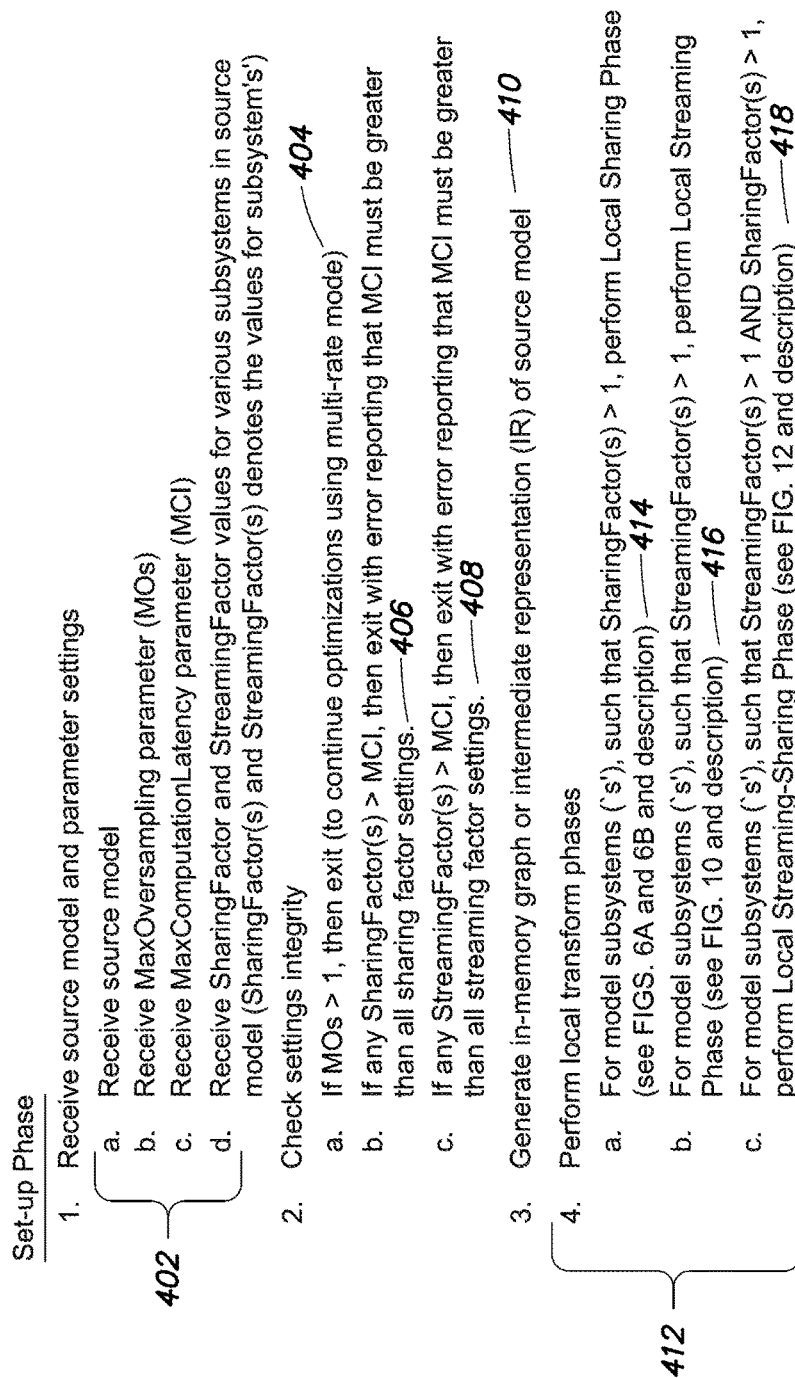 Set-up Phase
1. Receive source model and parameter settings
a. Receive source model
b. Receive MaxOversampling parameter (MOs)
c. Receive MaxComputationLatency parameter (MCI)
d. Receive SharingFactor and StreamingFactor values for various subsystems in source
model (SharingFactor(s) and StreamingFactor(s) denotes the values for subsystem's')
402
2. Check settings integrity
a. If MOs > 1, then exit (to continue optimizations using multi-rate mode) 404
b. If any SharingFactor(s) > MCI, then exit with error reporting that MCI must be greater
than all sharing factor settings. 406
c. If any StreamingFactor(s) > MCI, then exit with error reporting that MCI must be greater
than all streaming factor settings. 408
3. Generate in-memory graph or intermediate representation (IR) of source model 410
4. Perform local transform phases
a. For model subsystems (`s'), such that SharingFactor(s) > 1, perform Local Sharing Phase
(see FIGS. 6A and 6B and description) 414
b. For model subsystems (`s'), such that StreamingFactor(s) > 1, perform Local Streaming
Phase (see FIG. 10 and description) 416
c. For model subsystems (`s'), such that StreamingFactor(s) > 1 AND SharingFactor(s) > 1,
perform Local Streaming-Sharing Phase (see FIG. 12 and description) 418
412